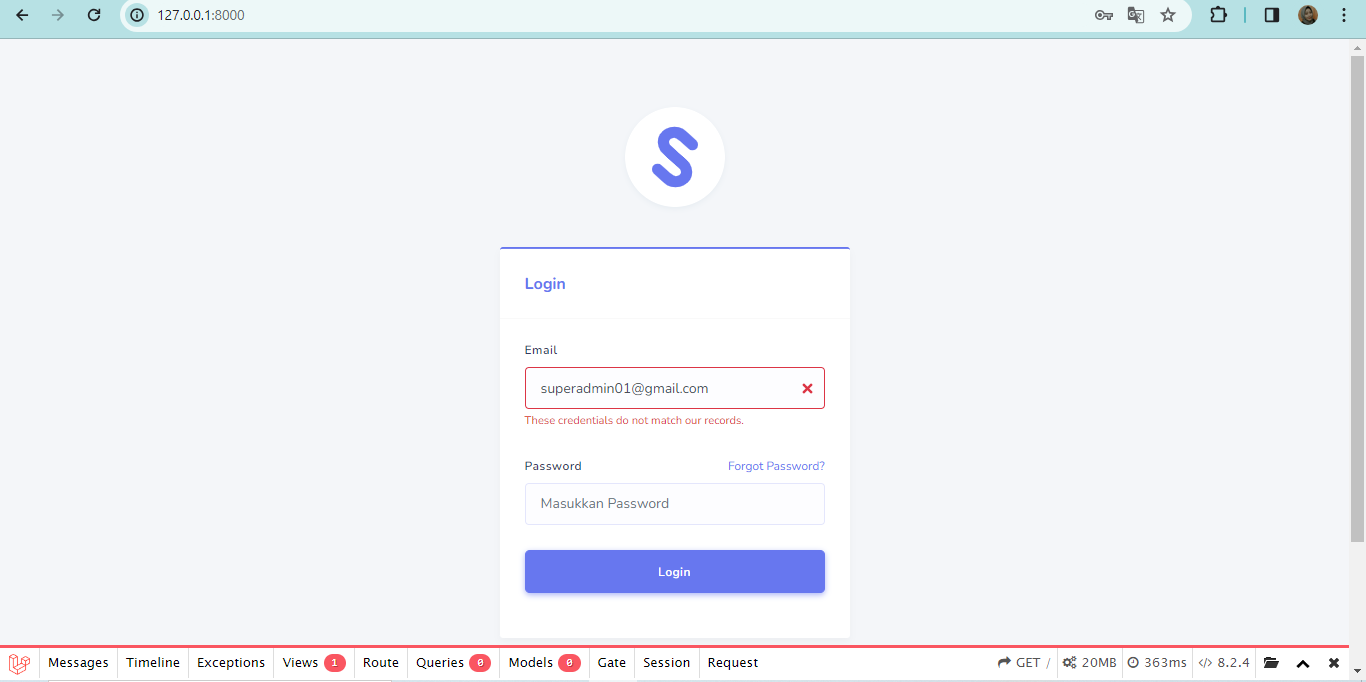 127.0.0.1:8000
S
Login
Email
superadmin01@gmail.com
These credentials do not match our records.
Password Forgot Password?
Masukkan Password
Login
Messages Timeline Exceptions Views 1 Route Queries 0 Models 0 Gate Session Request GET / 20MB 363ms </> 8.2.4